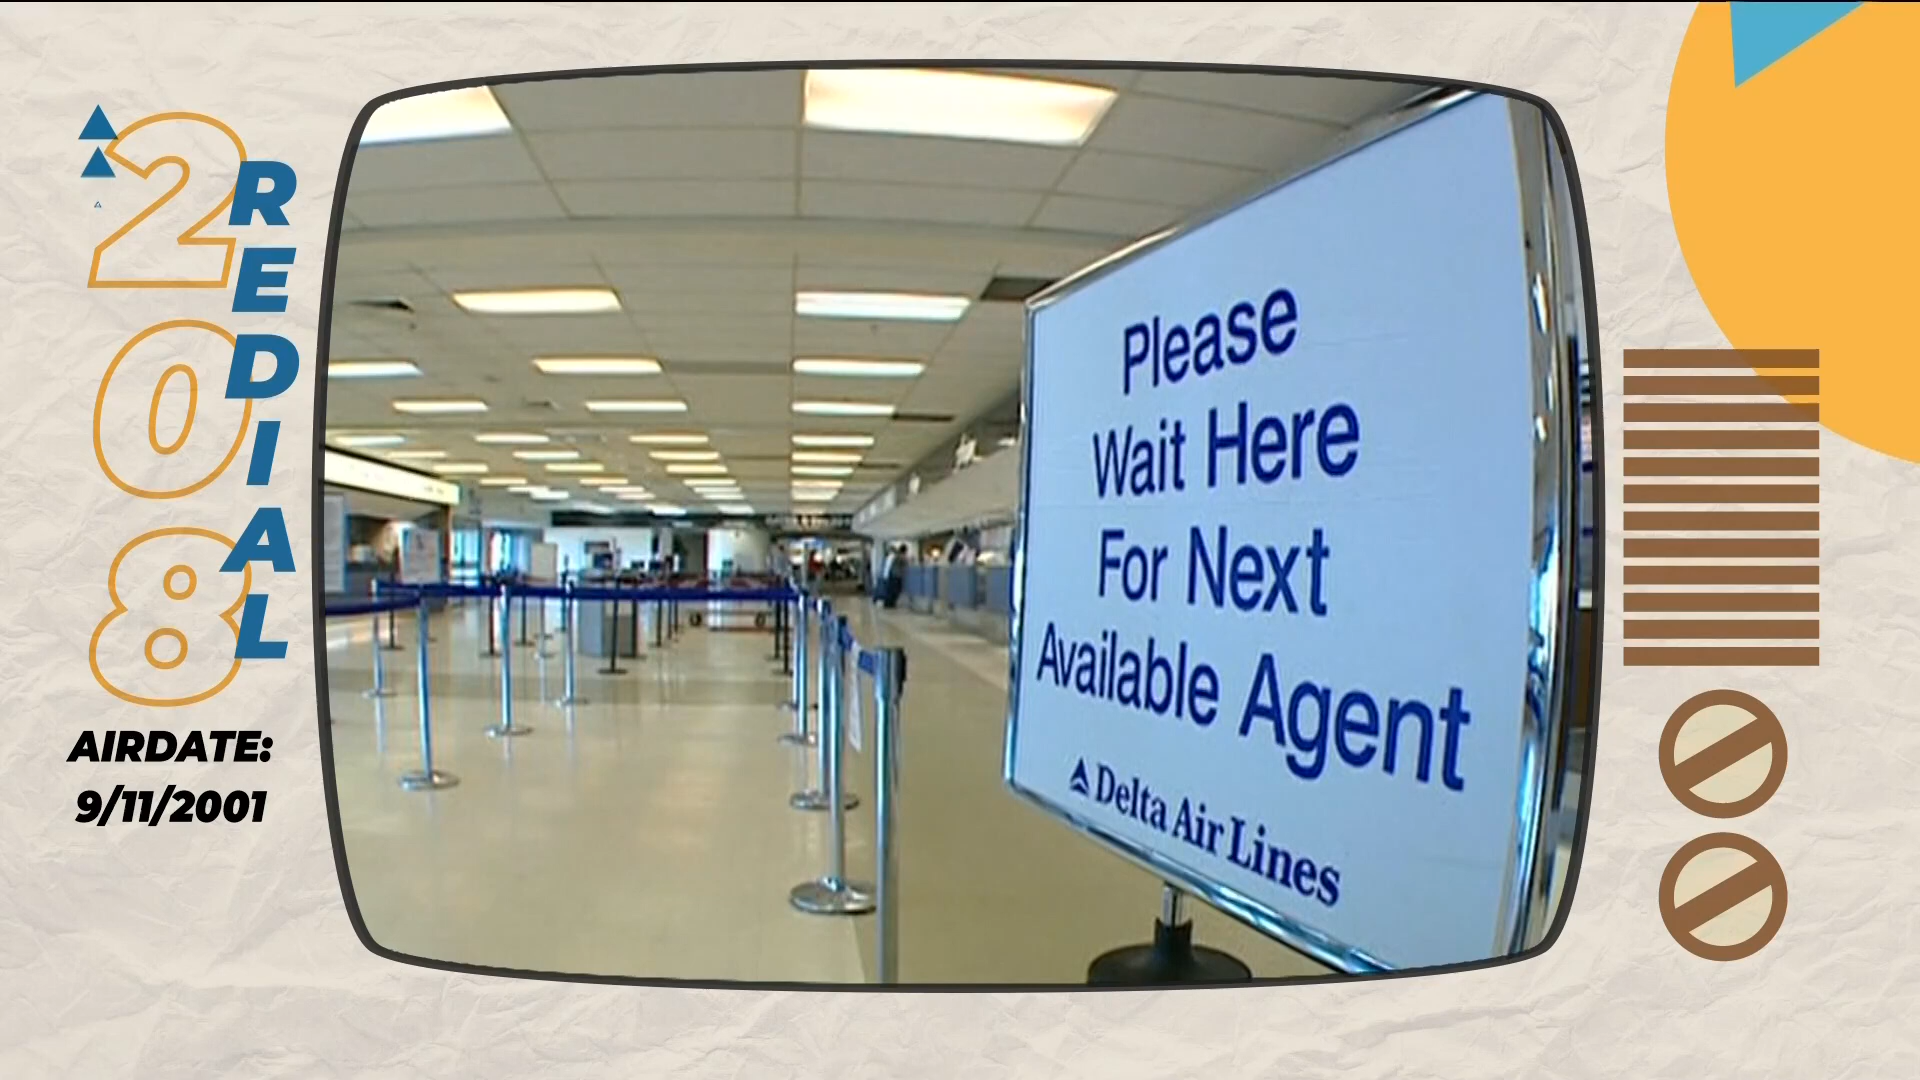 208
REDIAL
AIRDATE:
9/11/2001
Please
Wait Here
For Next
Available Agent
Delta Air Lines